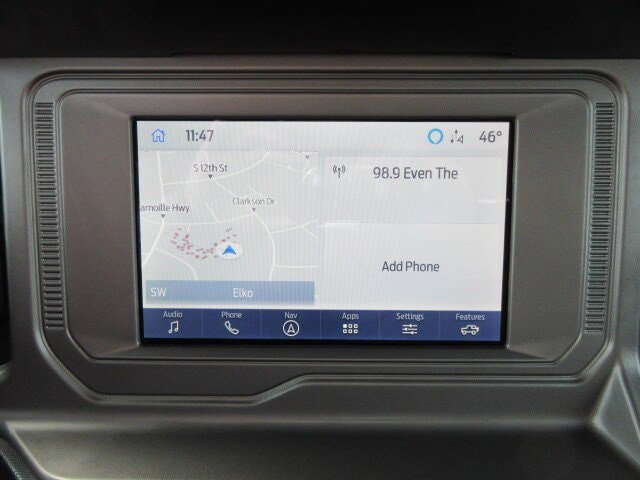 11:47
46°
S 12th St
Clarkson Dr
amoille Hwy
SW Elko
98.9 Even The
Add Phone
Audio Phone Nav Apps Settings Features